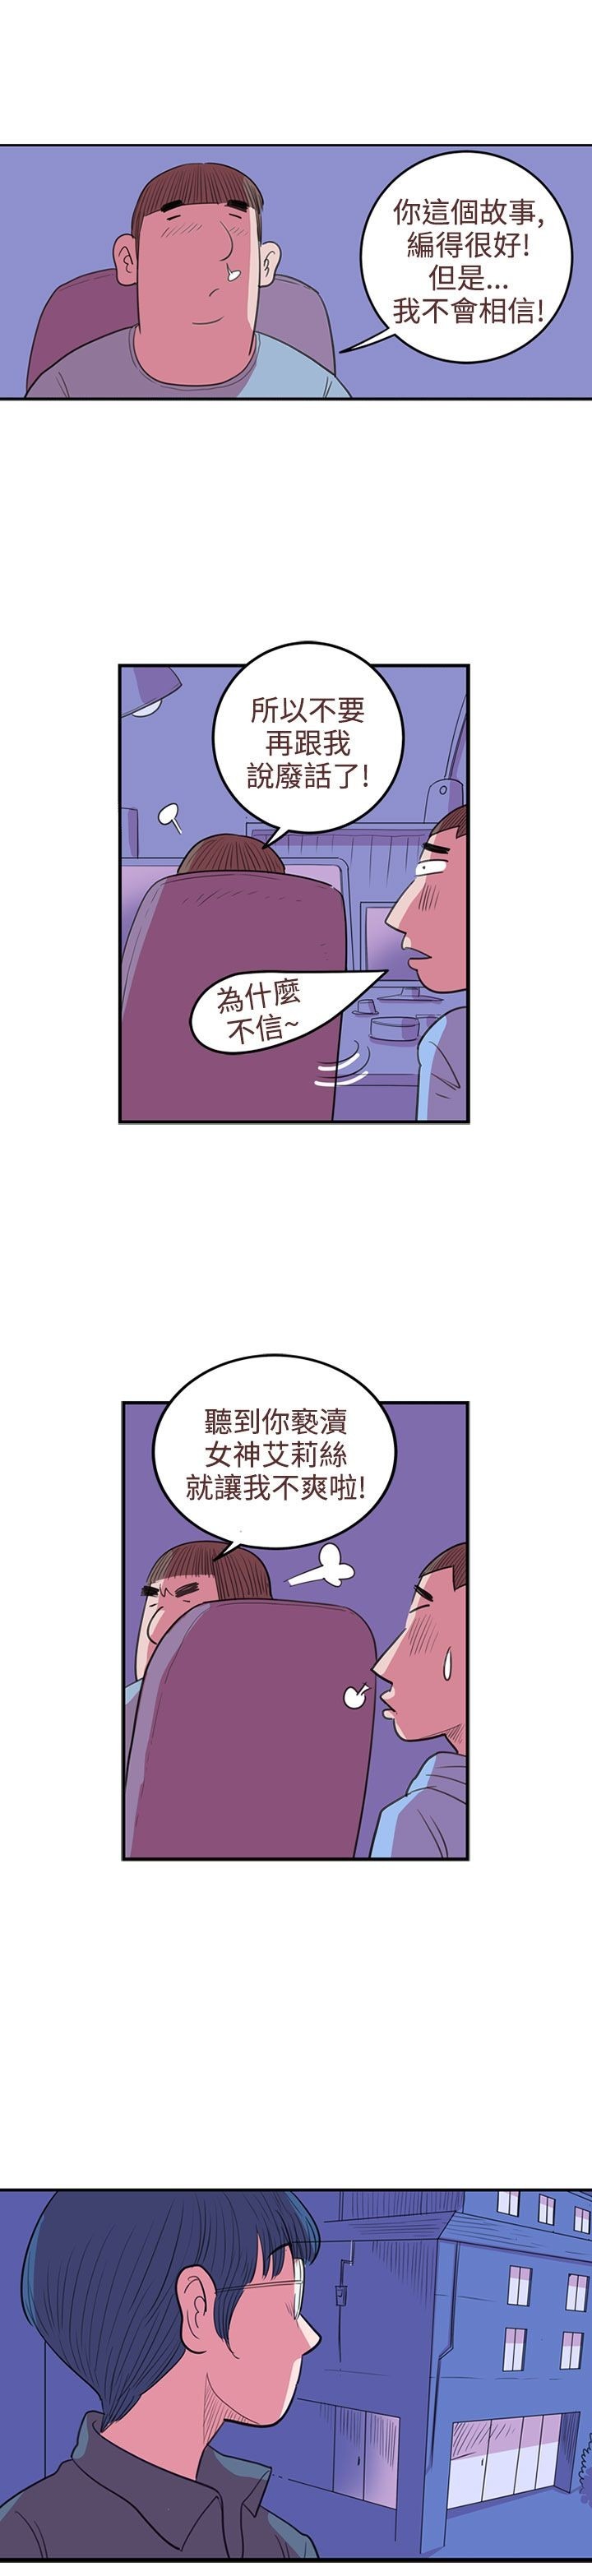 你這個故事,
編得很好!
但是...
我不會相信!
所以不要
再跟我
說廢話了!
為什麼
不信~
聽到你褻瀆
女神艾莉絲
就讓我不爽啦!